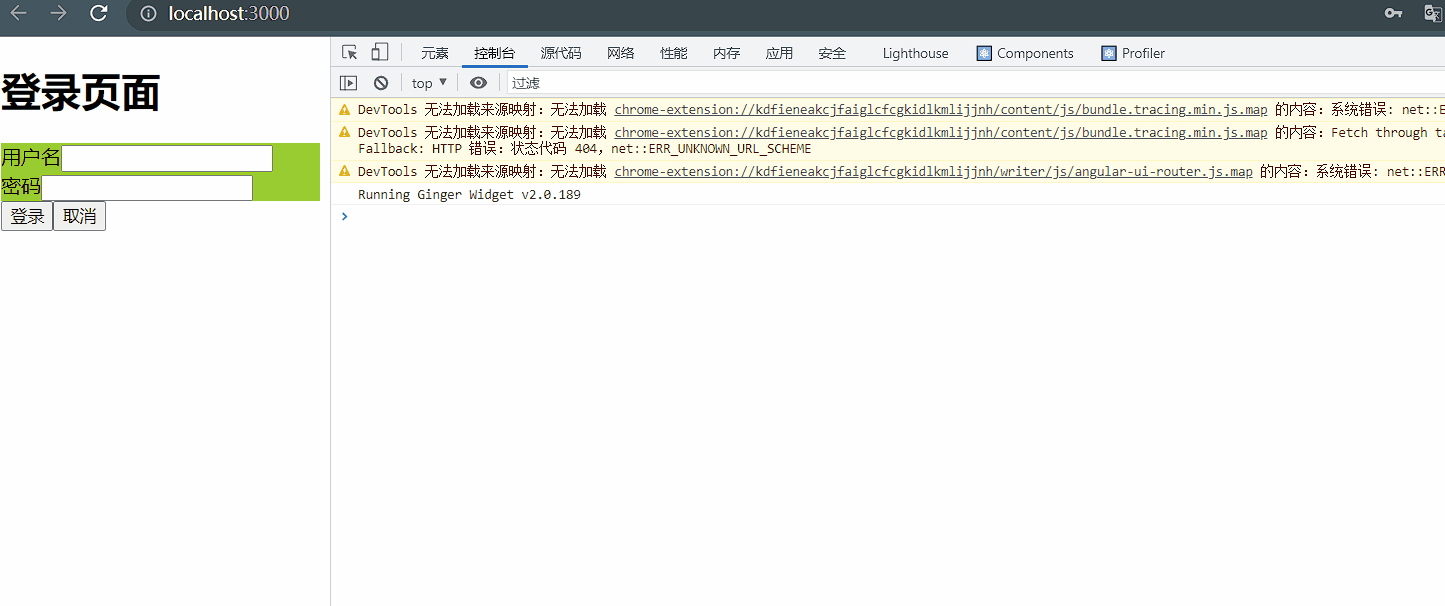 localhost:3000
登录页面
用户名
密码
登录 取消
元素 控制台 源代码 网络 性能 内存 应用 安全 Lighthouse Components Profiler
top ▼ 过滤
DevTools 无法加载来源映射：无法加载 chrome-extension://kdfieneakcjfaiglcfcgkidlkmlijjnh/content/js/bundle.tracing.min.js.map 的内容：系统错误: net::E
DevTools 无法加载来源映射：无法加载 chrome-extension://kdfieneakcjfaiglcfcgkidlkmlijjnh/content/js/bundle.tracing.min.js.map 的内容：Fetch through ta
Fallback: HTTP 错误：状态代码 404，net::ERR_UNKNOWN_URL_SCHEME
DevTools 无法加载来源映射：无法加载 chrome-extension://kdfieneakcjfaiglcfcgkidlkmlijjnh/writer/js/angular-ui-router.js.map 的内容：系统错误: net::ERR
Running Ginger Widget v2.0.189